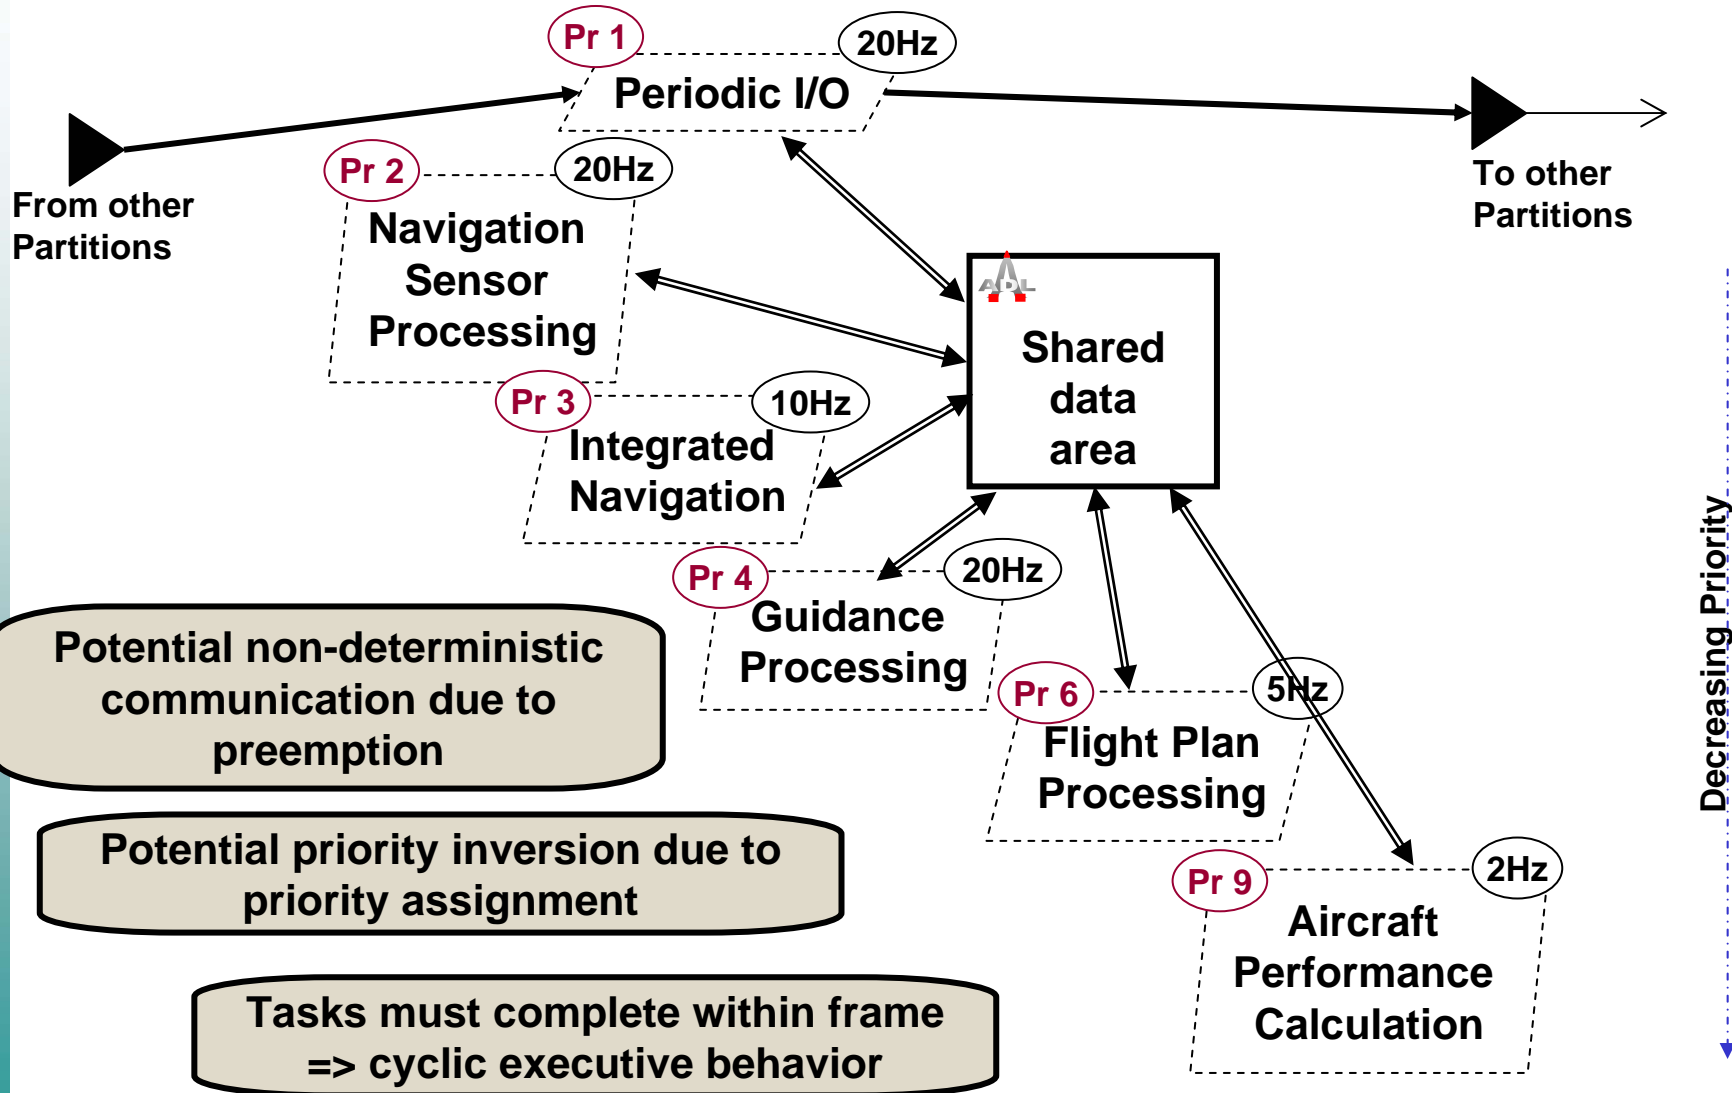 Pr 1
20Hz
Periodic I/O
From other
Partitions
To other
Partitions
Pr 2
20Hz
Navigation
Sensor
Processing
Pr 3
10Hz
Integrated
Navigation
ADL
Shared
data
area
Pr 4
20Hz
Guidance
Processing
Pr 6
5Hz
Flight Plan
Processing
Pr 9
2Hz
Aircraft
Performance
Calculation
Decreasing Priority
Potential non-deterministic
communication due to
preemption
Potential priority inversion due to
priority assignment
Tasks must complete within frame
=> cyclic executive behavior